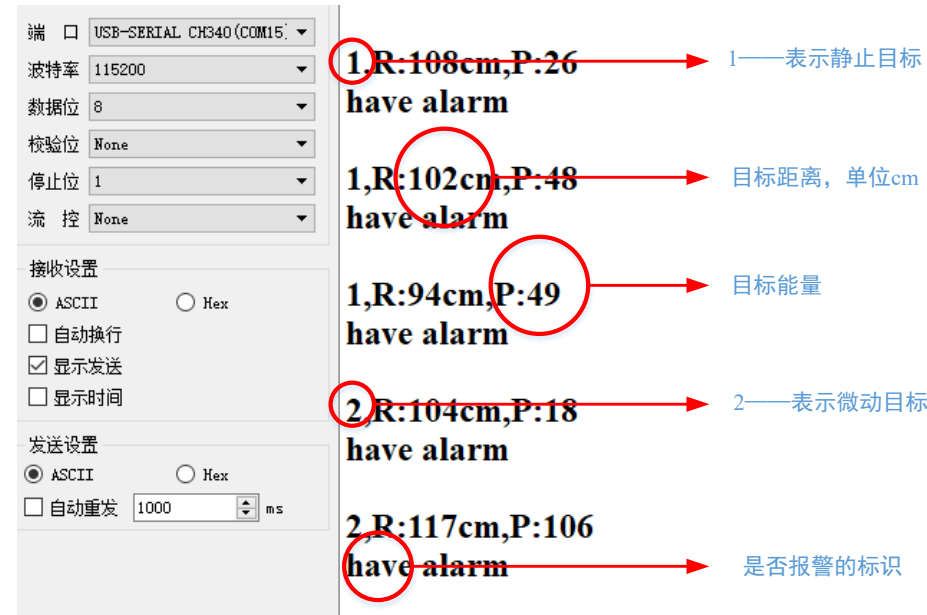 端 口 USB-SERIAL CH340(COM15)
波特率 115200
数据位 8
校验位 None
停止位 1
流 控 None
接收设置
ASCII Hex
自动换行
显示发送
显示时间
发送设置
ASCII Hex
自动重发 1000 ms
1,R:108cm,P:26
have alarm
1,R:102cm,P:48
have alarm
1,R:94cm,P:49
have alarm
2,R:104cm,P:18
have alarm
2,R:117cm,P:106
have alarm
1——表示静止目标
目标距离，单位cm
目标能量
2——表示微动目标
是否报警的标识